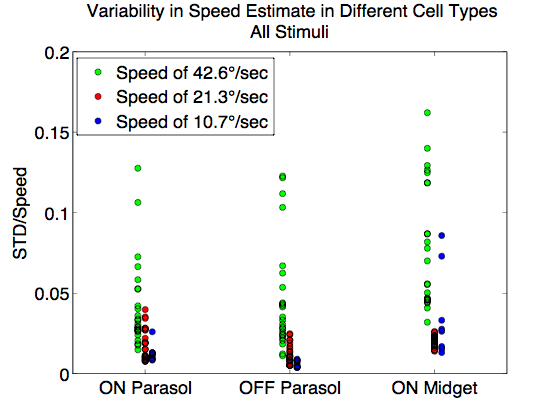 Variability in Speed Estimate in Different Cell Types
All Stimuli
0.2
Speed of 42.6°/sec
Speed of 21.3°/sec
Speed of 10.7°/sec
0.15
0.1
0.05
0
STD/Speed
ON Parasol
OFF Parasol
ON Midget